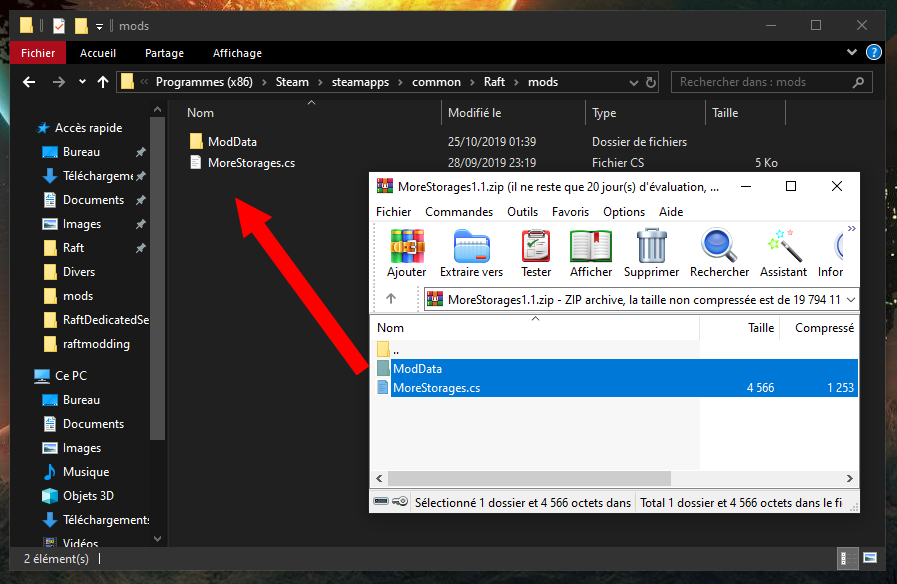 mods
Fichier Accueil Partage Affichage
Programmes (x86) Steam steamapps common Raft mods
Rechercher dans : mods
Nom Modifié le Type Taille
ModData 25/10/2019 01:39 Dossier de fichiers
MoreStorages.cs 28/09/2019 23:19 Fichier CS 5 Ko
Accès rapide
Bureau
Téléchargeme
Documents
Images
Raft
Divers
mods
RaftDedicatedSe
raftmodding
Ce PC
Bureau
Documents
Images
Musique
Objets 3D
Téléchargements
Vidéos
2 élément(s)
MoreStorages1.1.zip (il ne reste que 20 jour(s) d'évaluation, ...
Fichier Commandes Outils Favoris Options Aide
Ajouter Extraire vers Tester Afficher Supprimer Rechercher Assistant Infor
MoreStorages1.1.zip - ZIP archive, la taille non compressée est de 19 794 11
Nom Taille Compressé
..
ModData
MoreStorages.cs 4 566 1 253
Sélectionné 1 dossier et 4 566 octets dans
Total 1 dossier et 4 566 octets dans le fi